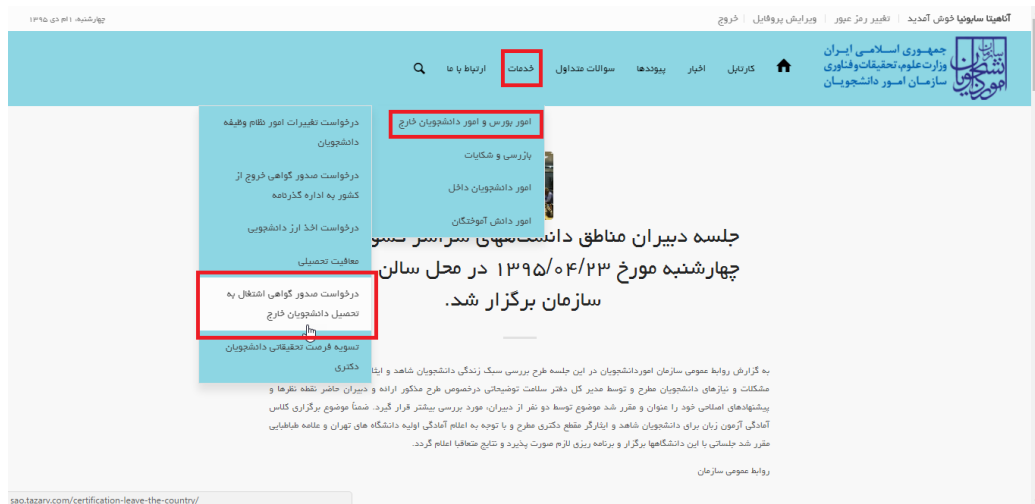 آناهیتا سابونیا خوش آمدید | تغییر رمز عبور | ویرایش پروفایل | خروج
چهارشنبه، ۱ ام دی ۱۳۹۵
جمهـوری اسـلامـی ایـران
وزارت علوم، تحقیقات و فناوری
سازمـان امـور دانشجویـان
سازمان امور دانشجویان
کارتابل
اخبار
پیوندها
سوالات متداول
خدمات
ارتباط با ما
امور بورس و امور دانشجویان خارج
بازرسی و شکایات
امور دانشجویان داخل
امور دانش آموختگان
درخواست تغییرات امور نظام وظیفه
دانشجویان
درخواست صدور گواهی خروج از
کشور به اداره گذرنامه
درخواست اخذ ارز دانشجویی
معافیت تحصیلی
درخواست صدور گواهی اشتغال به
تحصیل دانشجویان خارج
تسویه فرصت تحقیقاتی دانشجویان
دکتری
جلسه دبیران مناطق دانشگاههای سراسر کشور
چهارشنبه مورخ ۱۳۹۵/۰۴/۲۳ در محل سالن
سازمان برگزار شد.
به گزارش روابط عمومی سازمان اموردانشجویان در این جلسه طرح بررسی سبک زندگی دانشجویان شاهد و
مشکلات و نیازهای دانشجویان مطرح و توسط مدیر کل دفتر سلامت توضیحاتی درخصوص طرح مذکور ارائه و دبیران حاضر نقطه نظرها و
پیشنهادهای اصلاحی خود را عنوان و مقرر شد موضوع توسط دو نفر از دبیران، مورد بررسی بیشتر قرار گیرد. ضمناً موضوع برگزاری کلاس
آمادگی آزمون زبان برای دانشجویان شاهد و ایثارگر مقطع دکتری مطرح و با توجه به اعلام آمادگی اولیه دانشگاه های تهران و علامه طباطبایی
مقرر شد جلساتی با این دانشگاهها برگزار و برنامه ریزی لازم صورت پذیرد و نتایج متعاقبا اعلام گردد.
روابط عمومی سازمان
sao.tazarv.com/certification-leave-the-country/